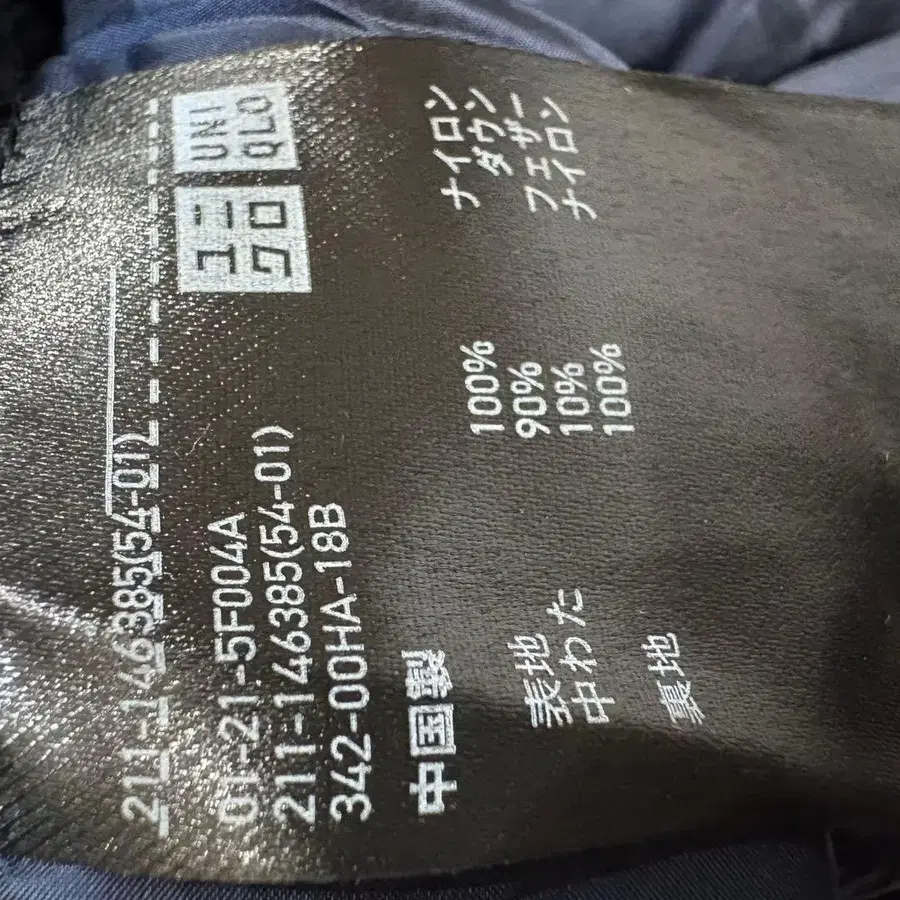 211-146385(54-01)
ユニ
クロ
UNI
QLO
01-21-5F004A
211-146385(54-01)
342-00HA-18B
中国製
表地 100% ナイロン
中わた 90% ダウン
10% フェザー
裏地 100% ナイロン